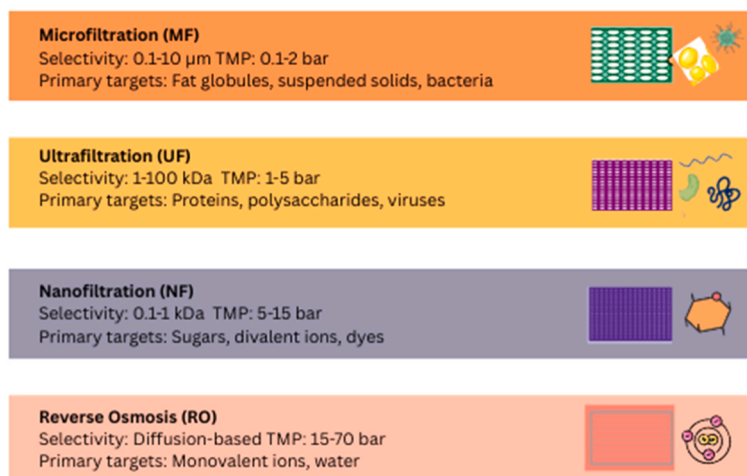 Microfiltration (MF)
Selectivity: 0.1-10 µm TMP: 0.1-2 bar
Primary targets: Fat globules, suspended solids, bacteria
Ultrafiltration (UF)
Selectivity: 1-100 kDa TMP: 1-5 bar
Primary targets: Proteins, polysaccharides, viruses
Nanofiltration (NF)
Selectivity: 0.1-1 kDa TMP: 5-15 bar
Primary targets: Sugars, divalent ions, dyes
Reverse Osmosis (RO)
Selectivity: Diffusion-based TMP: 15-70 bar
Primary targets: Monovalent ions, water